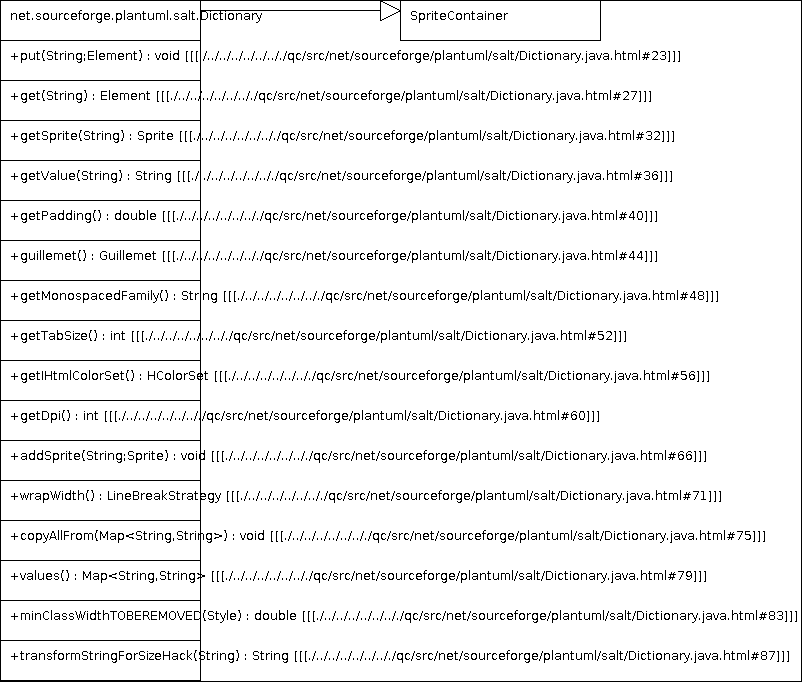 net.sourceforge.plantuml.salt.Dictionary
SpriteContainer
+put(String;Element) : void [[[./../../../../../../qc/src/net/sourceforge/plantuml/salt/Dictionary.java.html#23]]]
+get(String) : Element [[[./../../../../../../qc/src/net/sourceforge/plantuml/salt/Dictionary.java.html#27]]]
+getSprite(String) : Sprite [[[./../../../../../../qc/src/net/sourceforge/plantuml/salt/Dictionary.java.html#32]]]
+getValue(String) : String [[[./../../../../../../qc/src/net/sourceforge/plantuml/salt/Dictionary.java.html#36]]]
+getPadding() : double [[[./../../../../../../qc/src/net/sourceforge/plantuml/salt/Dictionary.java.html#40]]]
+guillemet() : Guillemet [[[./../../../../../../qc/src/net/sourceforge/plantuml/salt/Dictionary.java.html#44]]]
+getMonospacedFamily() : String [[[./../../../../../../qc/src/net/sourceforge/plantuml/salt/Dictionary.java.html#48]]]
+getTabSize() : int [[[./../../../../../../qc/src/net/sourceforge/plantuml/salt/Dictionary.java.html#52]]]
+getIHtmlColorSet() : HColorSet [[[./../../../../../../qc/src/net/sourceforge/plantuml/salt/Dictionary.java.html#56]]]
+getDpi() : int [[[./../../../../../../qc/src/net/sourceforge/plantuml/salt/Dictionary.java.html#60]]]
+addSprite(String;Sprite) : void [[[./../../../../../../qc/src/net/sourceforge/plantuml/salt/Dictionary.java.html#66]]]
+wrapWidth() : LineBreakStrategy [[[./../../../../../../qc/src/net/sourceforge/plantuml/salt/Dictionary.java.html#71]]]
+copyAllFrom(Map<String,String>) : void [[[./../../../../../../qc/src/net/sourceforge/plantuml/salt/Dictionary.java.html#75]]]
+values() : Map<String,String> [[[./../../../../../../qc/src/net/sourceforge/plantuml/salt/Dictionary.java.html#79]]]
+minClassWidthTOBEREMOVED(Style) : double [[[./../../../../../../qc/src/net/sourceforge/plantuml/salt/Dictionary.java.html#83]]]
+transformStringForSizeHack(String) : String [[[./../../../../../../qc/src/net/sourceforge/plantuml/salt/Dictionary.java.html#87]]]